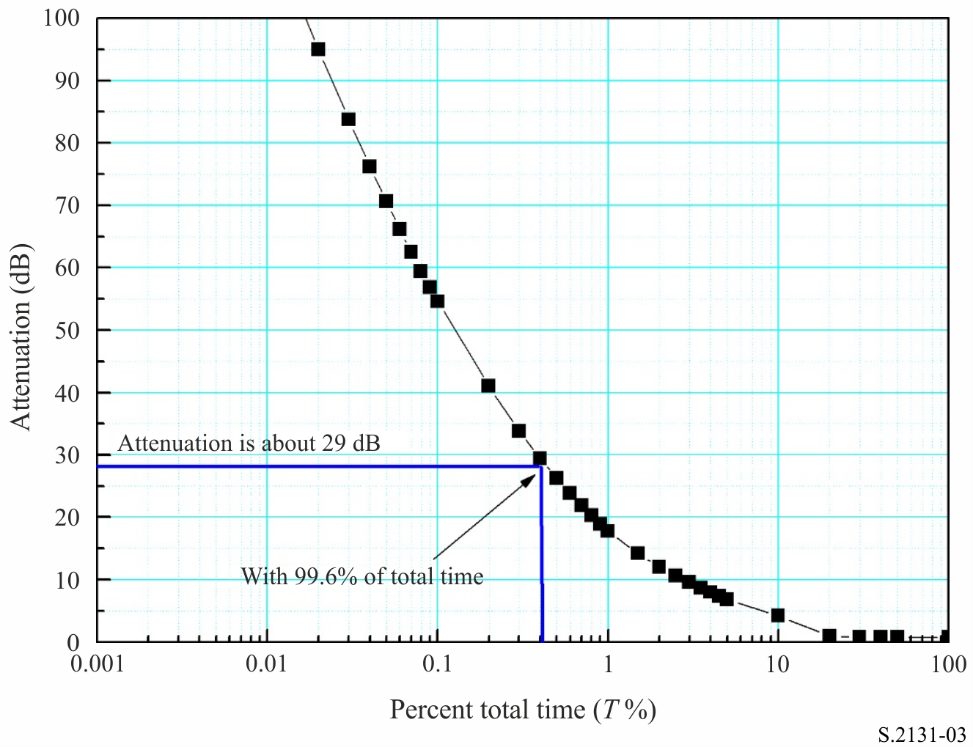 100
90
80
70
60
50
40
30
20
10
0
Attenuation (dB)
Attenuation is about 29 dB
With 99.6% of total time
0.001 0.01 0.1 1 10 100
Percent total time (T %)
S.2131-03